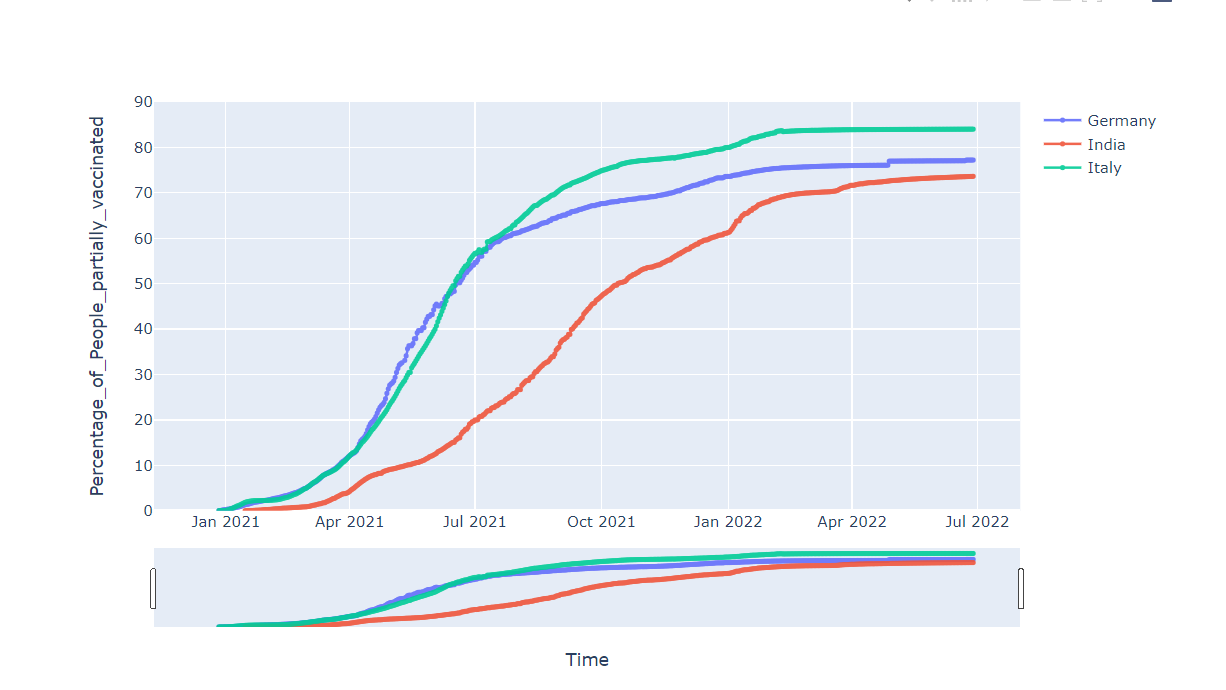 Percentage_of_People_partially_vaccinated
90
80
70
60
50
40
30
20
10
0
Jan 2021 Apr 2021 Jul 2021 Oct 2021 Jan 2022 Apr 2022 Jul 2022
Time
Germany
India
Italy